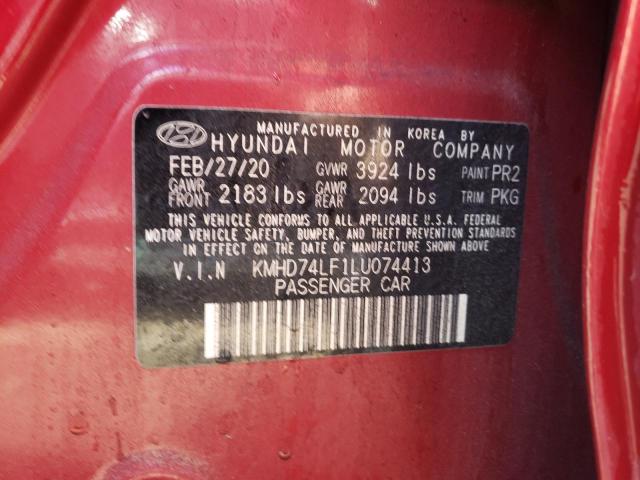 MANUFACTURED IN KOREA BY
HYUNDAI MOTOR COMPANY
FEB/27/20 GVWR 3924 lbs PAINT PR2
GAWR FRONT 2183 lbs GAWR REAR 2094 lbs TRIM PKG
THIS VEHICLE CONFORMS TO ALL APPLICABLE U.S.A. FEDERAL
MOTOR VEHICLE SAFETY, BUMPER, AND THEFT PREVENTION STANDARDS
IN EFFECT ON THE DATE OF MANUFACTURE SHOWN ABOVE.
V.I.N KMHD74LF1LU074413
PASSENGER CAR